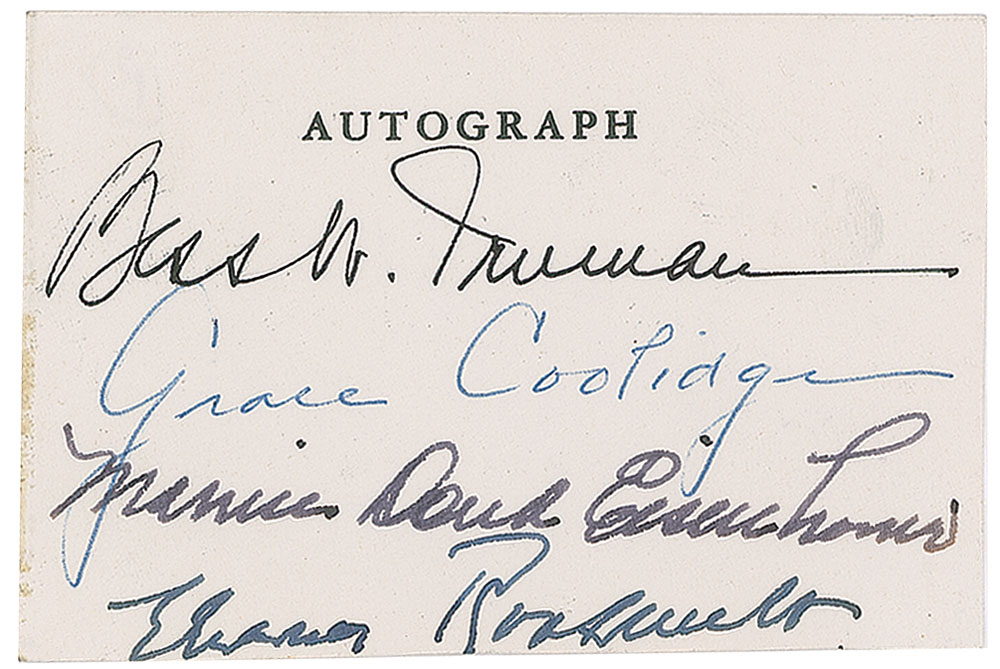 AUTOGRAPH
Bess W. Truman
Grace Coolidge
Mamie Doud Eisenhower
Eleanor Roosevelt